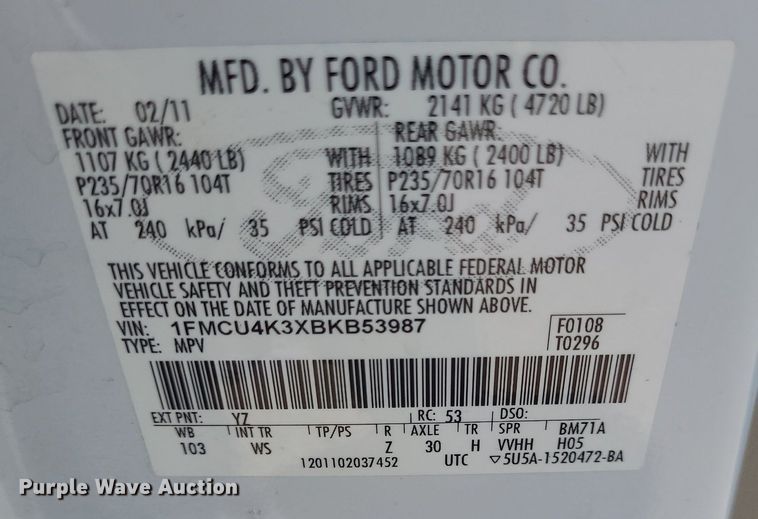 MFD. BY FORD MOTOR CO.
DATE: 02/11 GVWR: 2141 KG ( 4720 LB)
FRONT GAWR: REAR GAWR:
1107 KG (2440 LB) WITH 1089 KG (2400 LB) WITH
P235/70R16 104T TIRES P235/70R16 104T TIRES
16x7.0J RIMS 16x7.0J RIMS
AT 240 kPa/ 35 PSI COLD AT 240 kPa/ 35 PSI COLD
Ford
THIS VEHICLE CONFORMS TO ALL APPLICABLE FEDERAL MOTOR
VEHICLE SAFETY AND THEFT PREVENTION STANDARDS IN
EFFECT ON THE DATE OF MANUFACTURE SHOWN ABOVE.
VIN: 1FMCU4K3XBKB53987 F0108
TYPE: MPV T0296
EXT PNT: YZ RC: 53 DSO:
WB INT TR TP/PS R AXLE TR SPR BM71A
103 WS Z 30 H VVHH H05
1201102037452 UTC ▽5U5A-1520472-BA
Purple Wave Auction